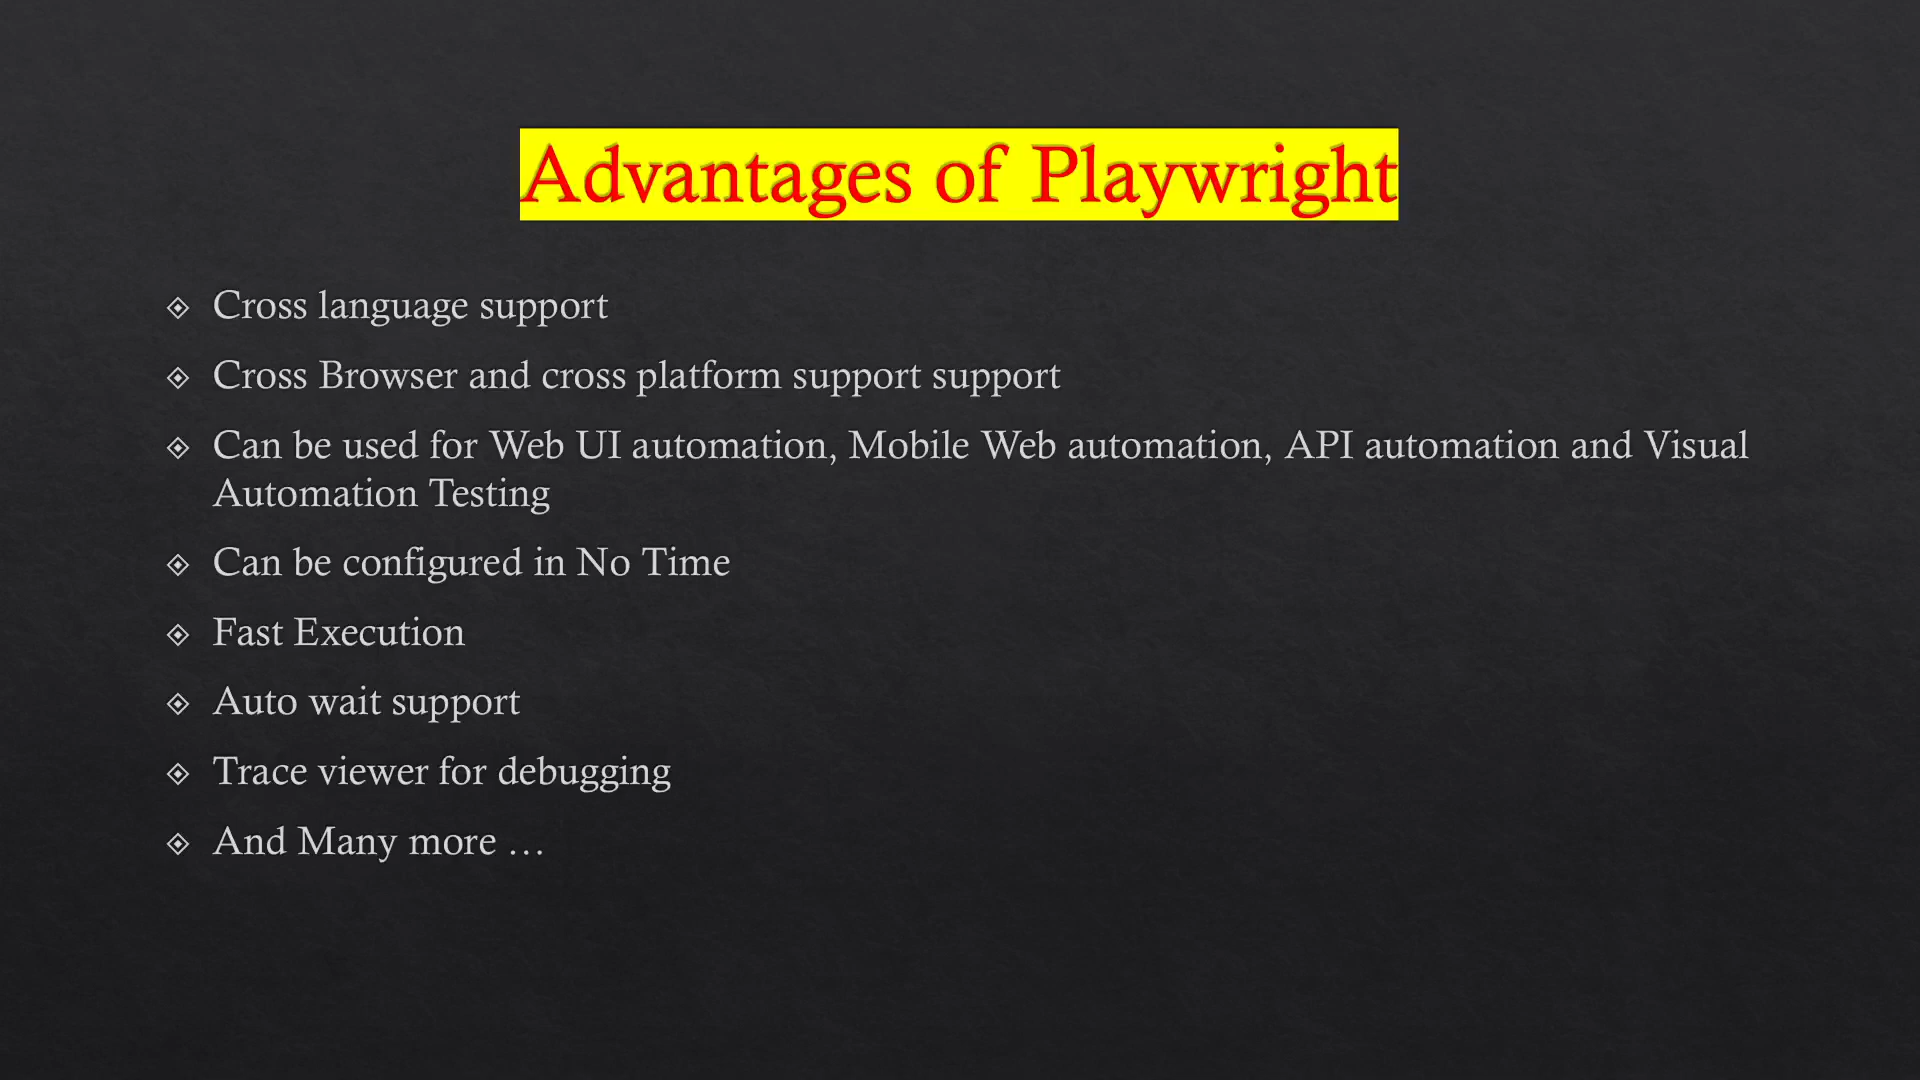 Advantages of Playwright
Cross language support
Cross Browser and cross platform support support
Can be used for Web UI automation, Mobile Web automation, API automation and Visual
Automation Testing
Can be configured in No Time
Fast Execution
Auto wait support
Trace viewer for debugging
And Many more …